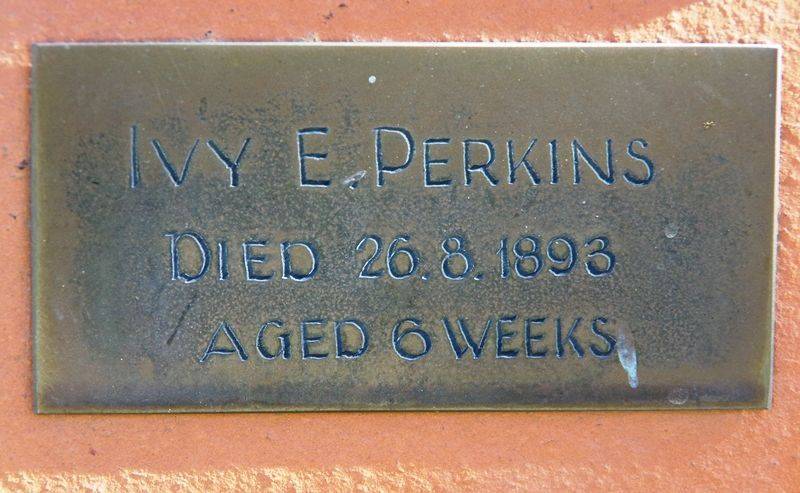 IVY E. PERKINS
DIED 26.8.1893
AGED 6 WEEKS